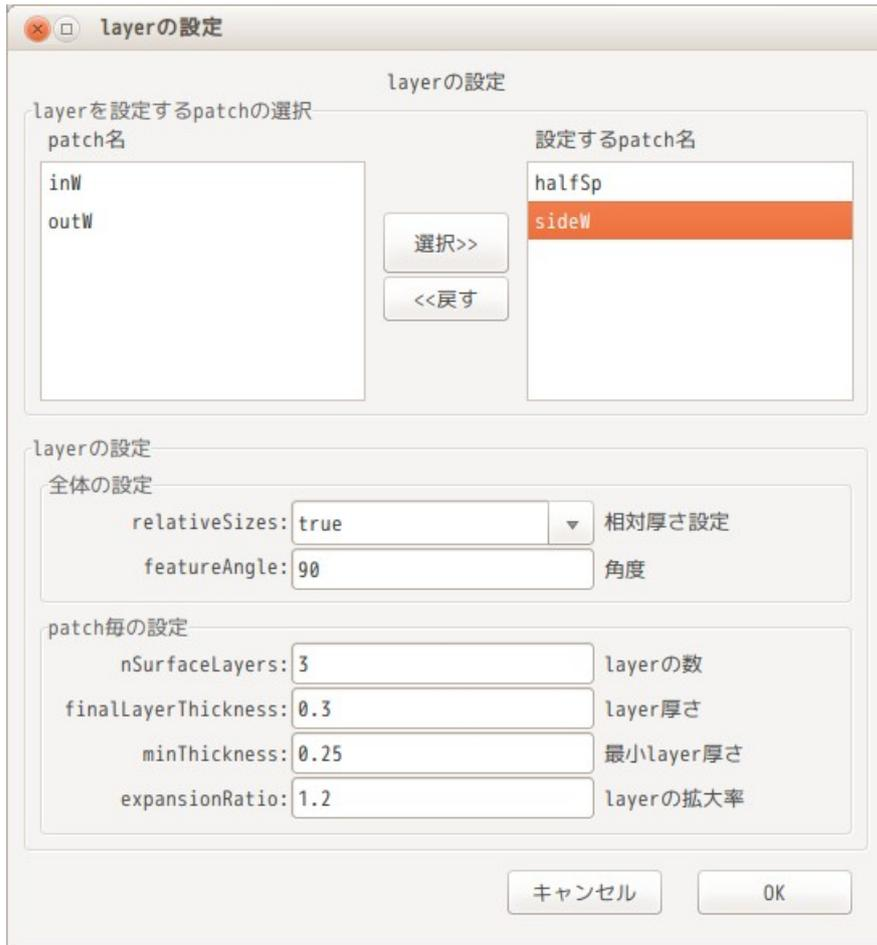 layerの設定
layerの設定
layerを設定するpatchの選択
patch名
設定するpatch名
inW
outW
選択>>
<<戻す
halfSp
sideW
layerの設定
全体の設定
relativeSizes: true 相対厚さ設定
featureAngle: 90 角度
patch毎の設定
nSurfaceLayers: 3 layerの数
finalLayerThickness: 0.3 layer厚さ
minThickness: 0.25 最小layer厚さ
expansionRatio: 1.2 layerの拡大率
キャンセル OK